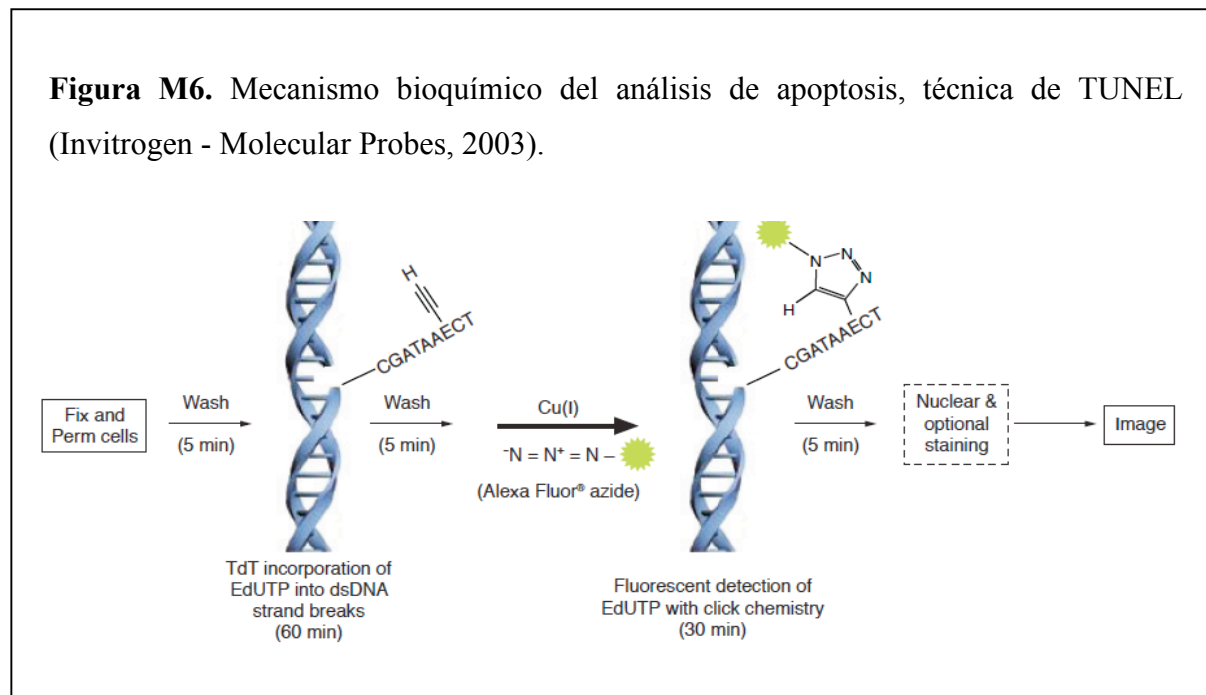 Figura M6. Mecanismo bioquímico del análisis de apoptosis, técnica de TUNEL
(Invitrogen - Molecular Probes, 2003).
Fix and
Perm cells
Wash
(5 min)
H
CGATAAECT
TdT incorporation of
EdUTP into dsDNA
strand breaks
(60 min)
Wash
(5 min)
Cu(I)
⁻N = N⁺ = N –
(Alexa Fluor® azide)
N
N
N
H
CGATAAECT
Fluorescent detection of
EdUTP with click chemistry
(30 min)
Wash
(5 min)
Nuclear &
optional
staining
Image